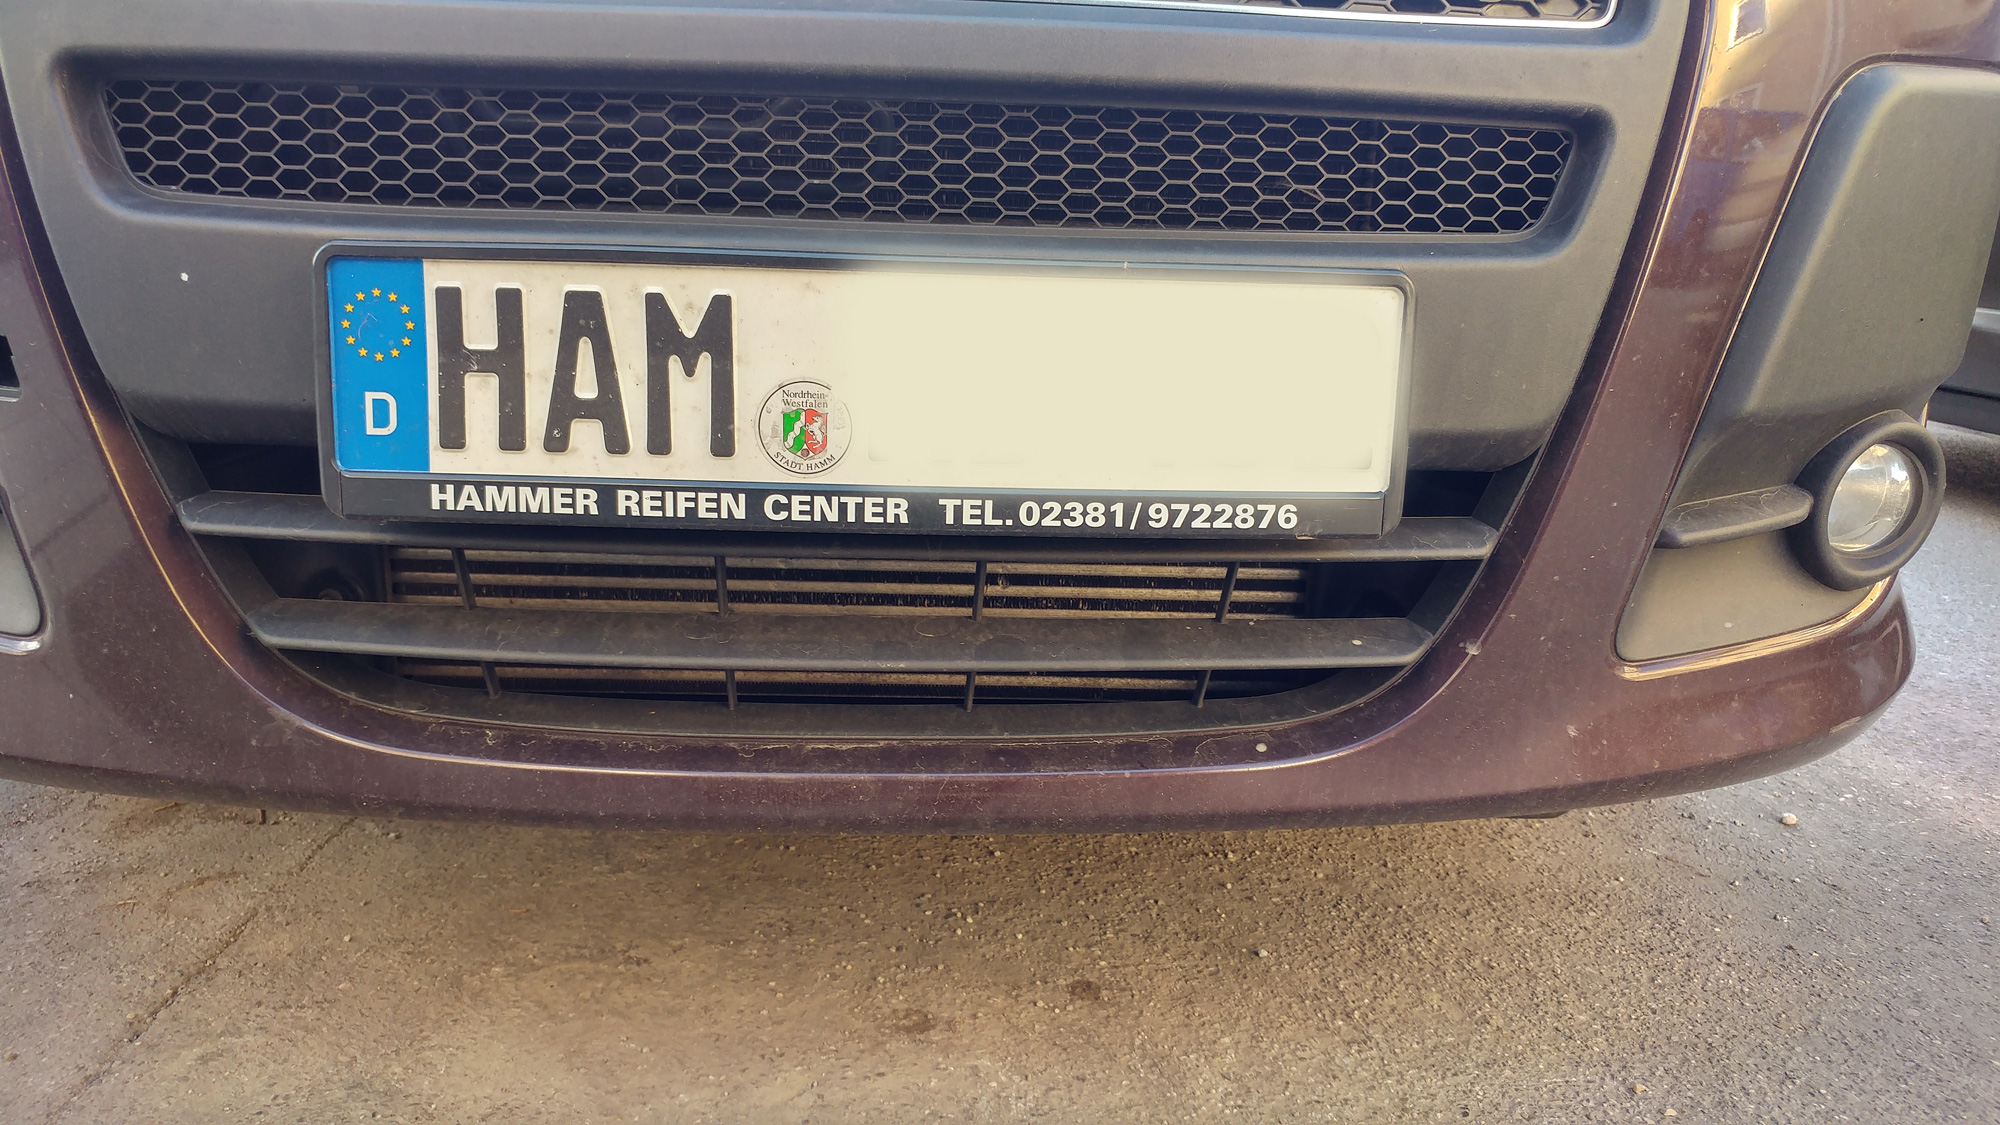 D
HAM
Nordrhein-
Westfalen
STADT HAMM
HAMMER REIFEN CENTER TEL. 02381/9722876